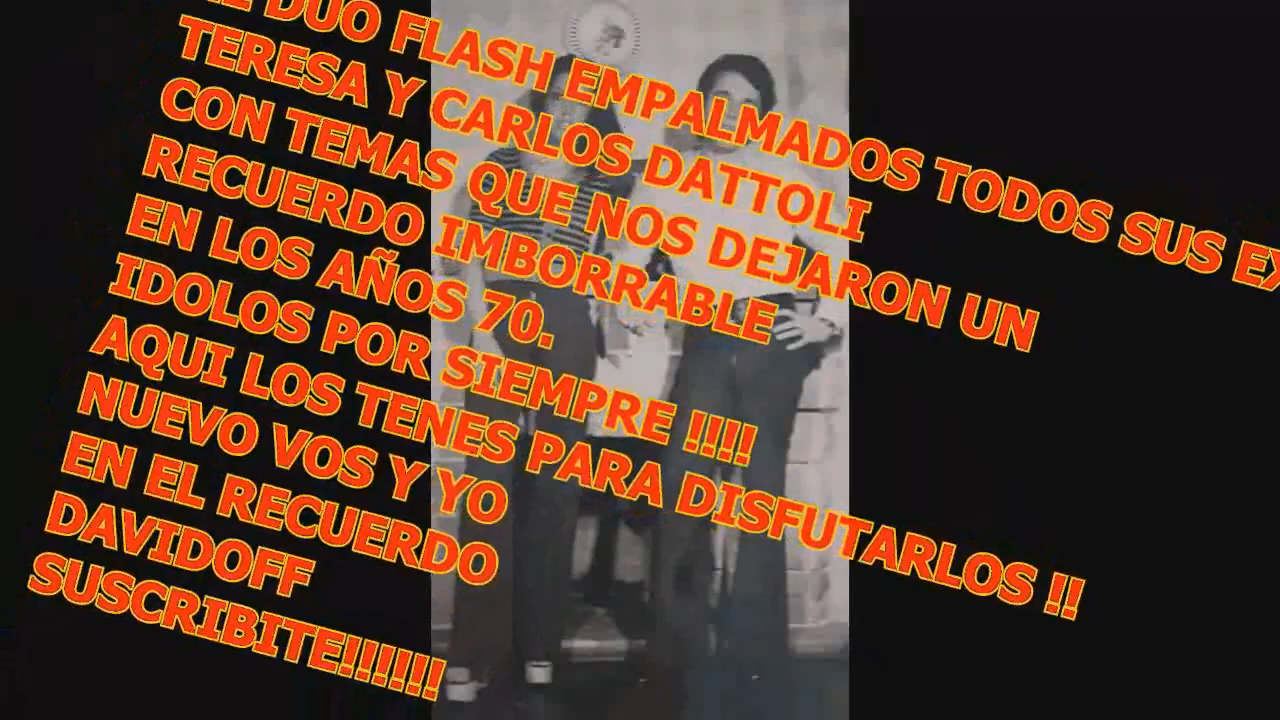 DUO FLASH EMPALMADOS TODOS SUS
TERESA Y CARLOS DATTOLI
CON TEMAS QUE NOS DEJARON UN
RECUERDO IMBORRABLE
EN LOS AÑOS 70.
IDOLOS POR SIEMPRE !!!!
AQUI LOS TENES PARA DISFUTARLOS !!
NUEVO VOS Y YO
EN EL RECUERDO
DAVIDOFF
SUSCRIBITE!!!!!!